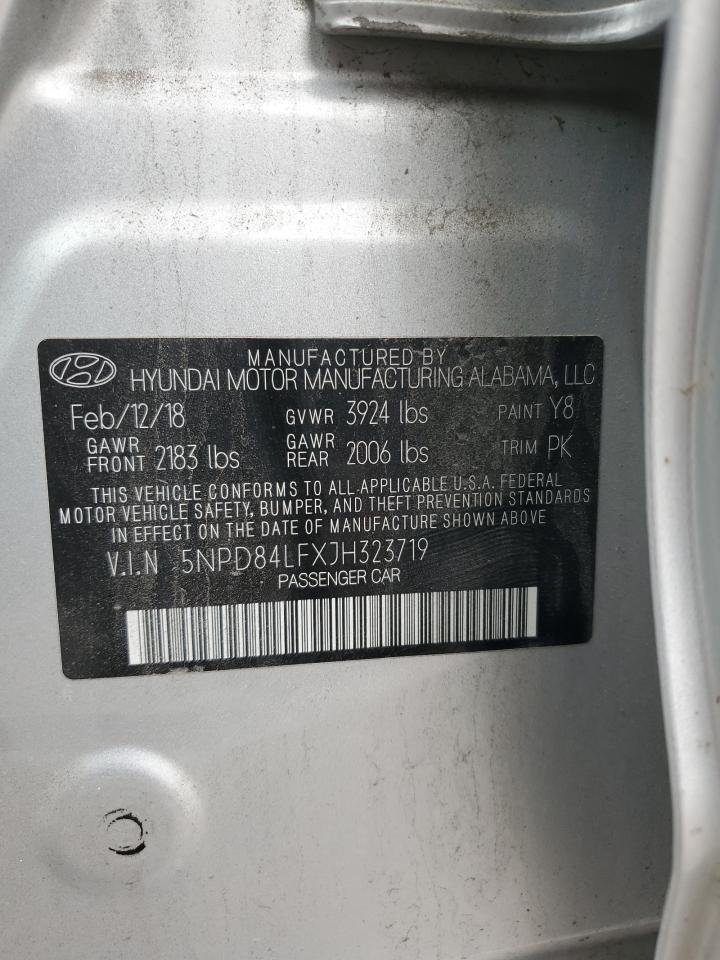 MANUFACTURED BY
HYUNDAI MOTOR MANUFACTURING ALABAMA, LLC
Feb/12/18 GVWR 3924 lbs PAINT Y8
GAWR FRONT 2183 lbs GAWR REAR 2006 lbs TRIM PK
THIS VEHICLE CONFORMS TO ALL APPLICABLE U.S.A. FEDERAL
MOTOR VEHICLE SAFETY, BUMPER, AND THEFT PREVENTION STANDARDS
IN EFFECT ON THE DATE OF MANUFACTURE SHOWN ABOVE
V.I.N 5NPD84LFXJH323719
PASSENGER CAR